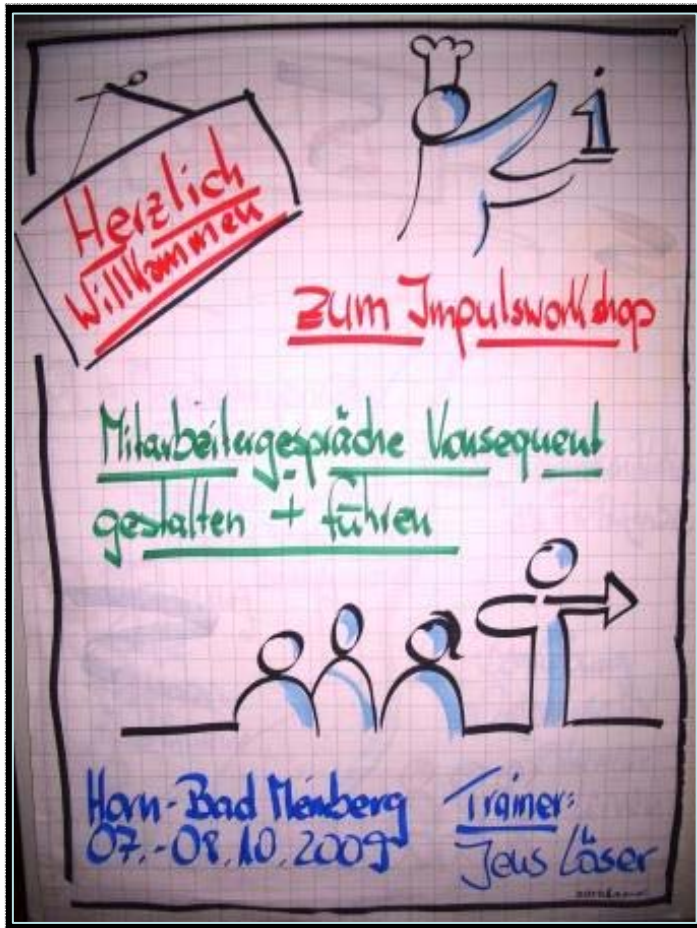 Herzlich
Willkommen
zum Impulsworkshop
Mitarbeitergespräche konsequent
gestalten + führen
Horn-Bad Meinberg
07.-08.10.2009
Trainer:
Jens Löser